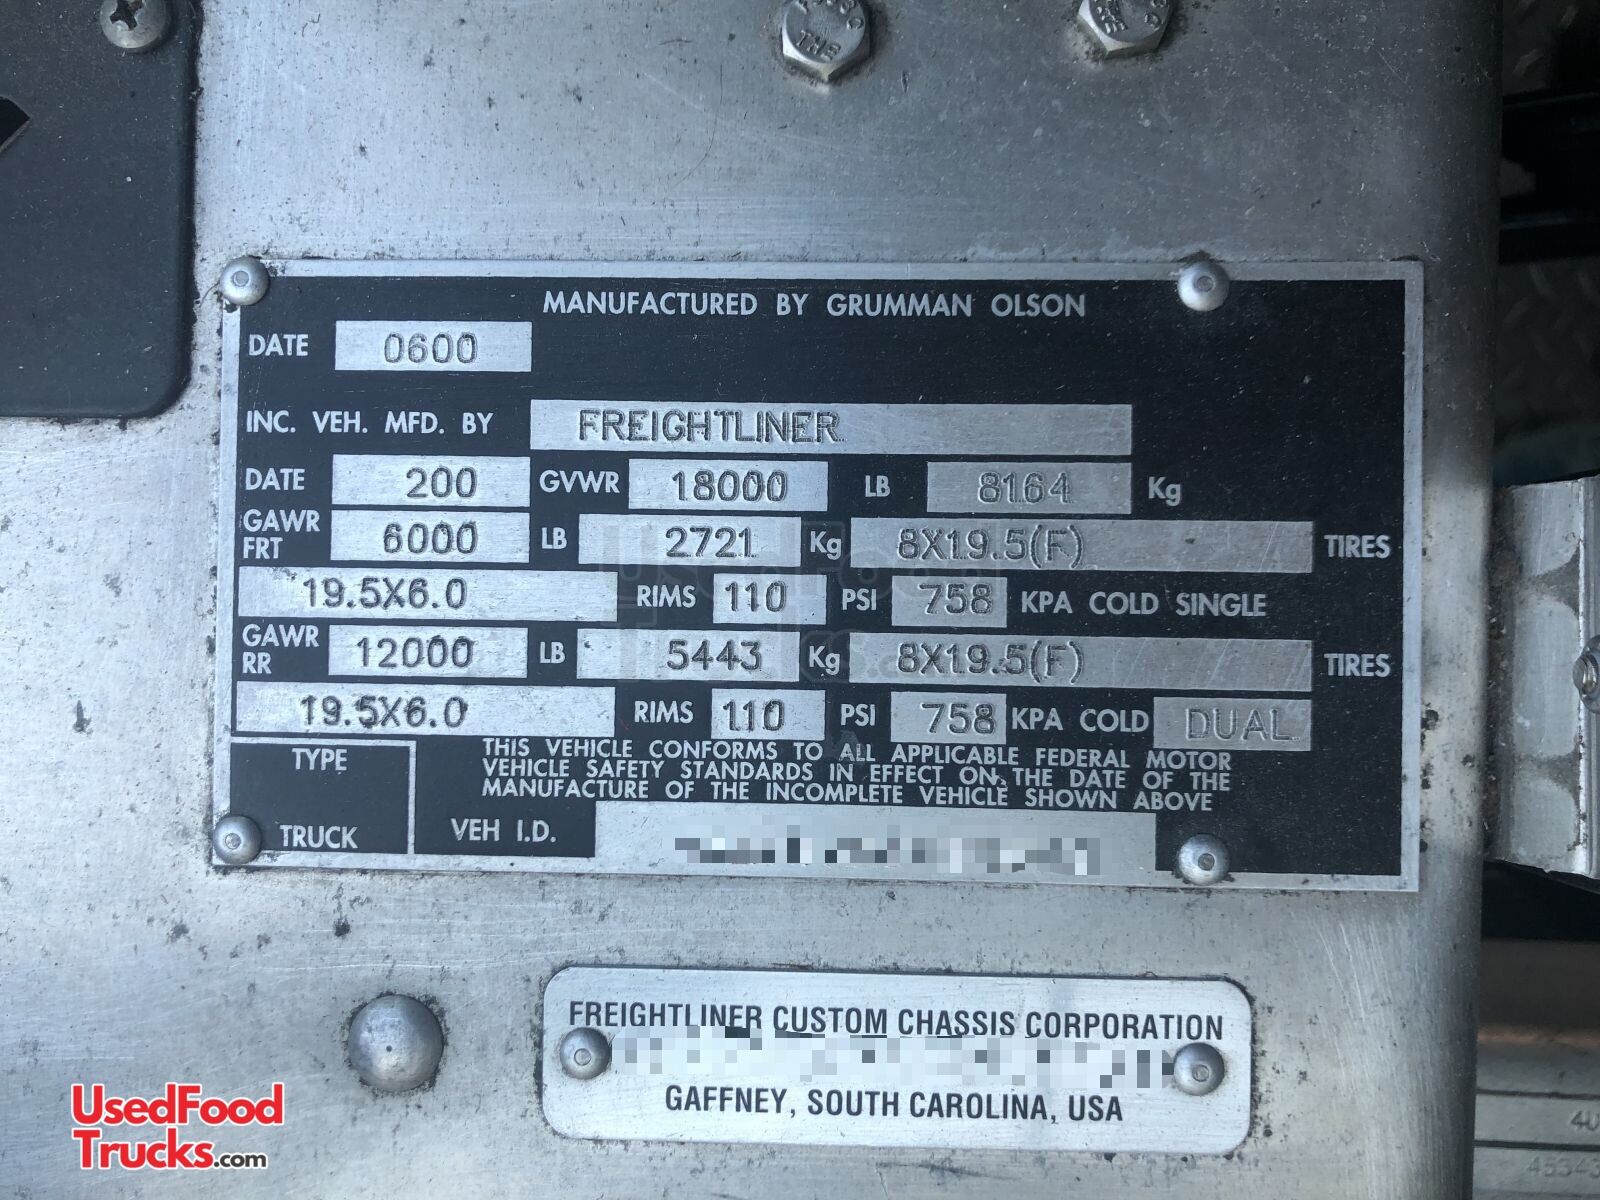 MANUFACTURED BY GRUMMAN OLSON
DATE 0600
INC. VEH. MFD. BY FREIGHTLINER
DATE 200 GVWR 18000 LB 8164 Kg
GAWR FRT 6000 LB 2721 Kg 8X19.5(F) TIRES
19.5X6.0 RIMS 110 PSI 758 KPA COLD SINGLE
GAWR RR 12000 LB 5443 Kg 8X19.5(F) TIRES
19.5X6.0 RIMS 110 PSI 758 KPA COLD DUAL
TYPE
TRUCK
THIS VEHICLE CONFORMS TO ALL APPLICABLE FEDERAL MOTOR
VEHICLE SAFETY STANDARDS IN EFFECT ON THE DATE OF THE
MANUFACTURE OF THE INCOMPLETE VEHICLE SHOWN ABOVE
VEH I.D.
FREIGHTLINER CUSTOM CHASSIS CORPORATION
GAFFNEY, SOUTH CAROLINA, USA
UsedFood
Trucks.com